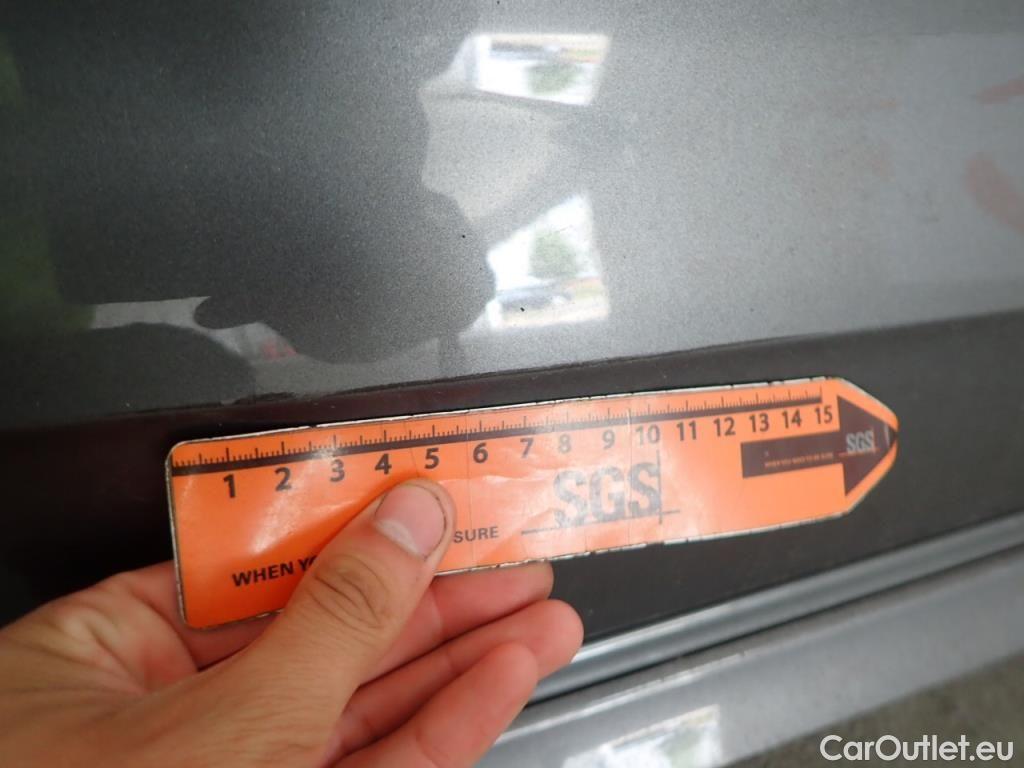 1 2 3 4 5 6 7 8 9 10 11 12 13 14 15
SGS
SGS
WHEN YO SURE
CarOutlet.eu